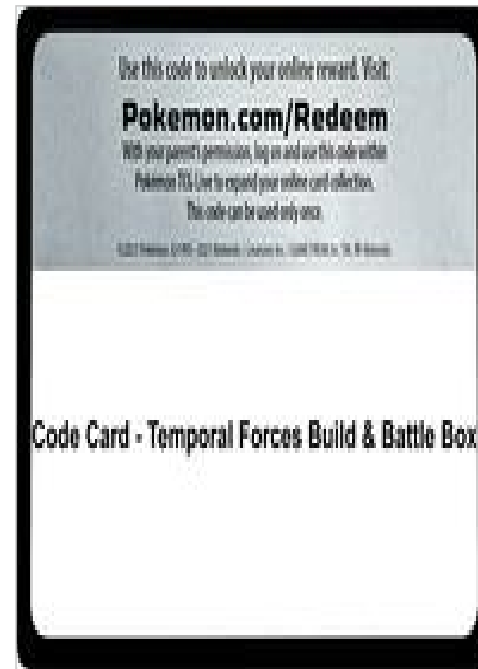 Use this code to unlock your online reward. Visit:
Pokemon.com/Redeem
With your parent's permission, log on and use this code within
Pokémon TCG Live to expand your online card collection.
This code can be used only once.
Code Card - Temporal Forces Build & Battle Box